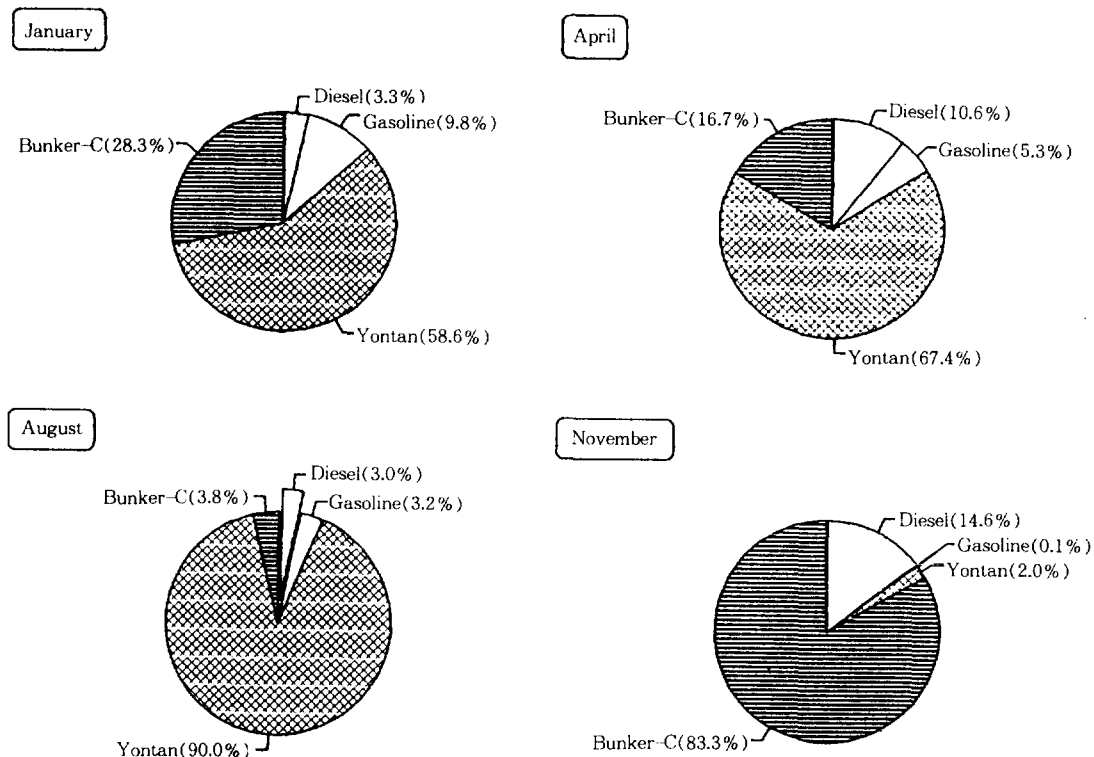 January
Diesel(3.3%)
Gasoline(9.8%)
Bunker-C(28.3%)
Yontan(58.6%)
April
Diesel(10.6%)
Bunker-C(16.7%)
Gasoline(5.3%)
Yontan(67.4%)
August
Diesel(3.0%)
Bunker-C(3.8%)
Gasoline(3.2%)
Yontan(90.0%)
November
Diesel(14.6%)
Gasoline(0.1%)
Yontan(2.0%)
Bunker-C(83.3%)